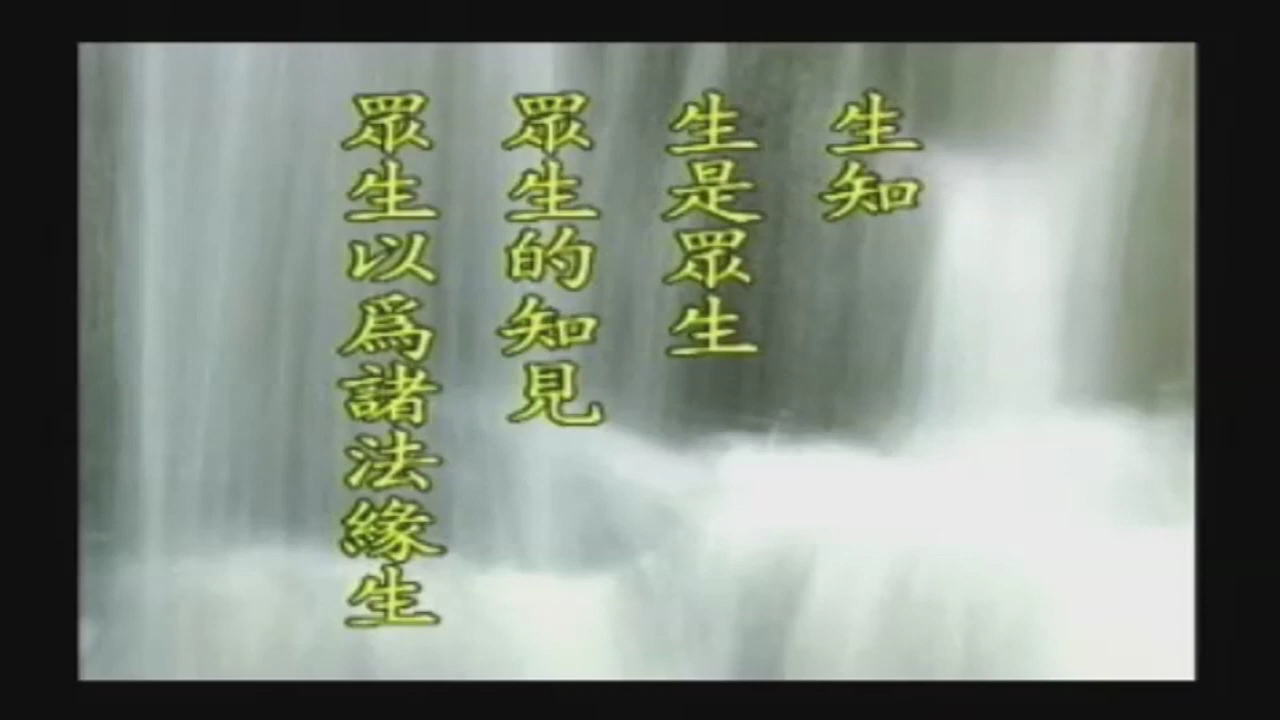 生知
生是眾生
眾生的知見
眾生以為諸法緣生